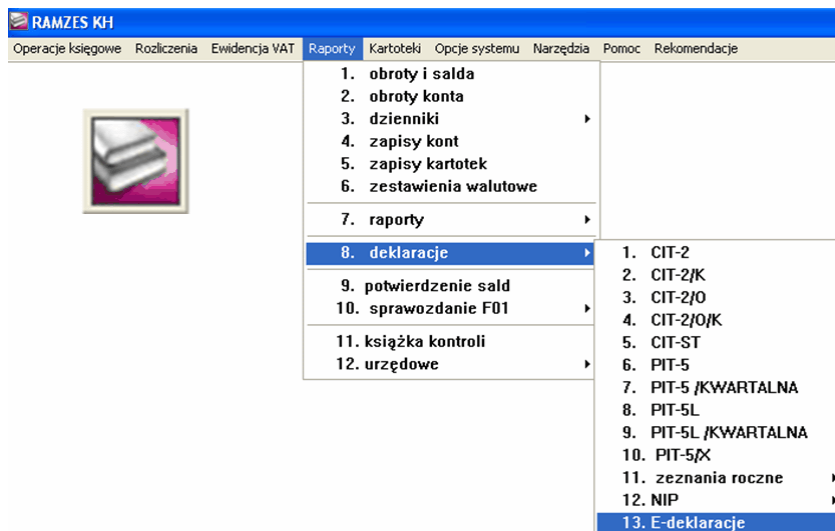 RAMZES KH
Operacje księgowe Rozliczenia Ewidencja VAT Raporty Kartoteki Opcje systemu Narzędzia Pomoc Rekomendacje
1. obroty i salda
2. obroty konta
3. dzienniki
4. zapisy kont
5. zapisy kartotek
6. zestawienia walutowe
7. raporty
8. deklaracje
9. potwierdzenie sald
10. sprawozdanie F01
11. książka kontroli
12. urzędowe
1. CIT-2
2. CIT-2/K
3. CIT-2/O
4. CIT-2/O/K
5. CIT-ST
6. PIT-5
7. PIT-5 /KWARTALNA
8. PIT-5L
9. PIT-5L /KWARTALNA
10. PIT-5/X
11. zeznania roczne
12. NIP
13. E-deklaracje